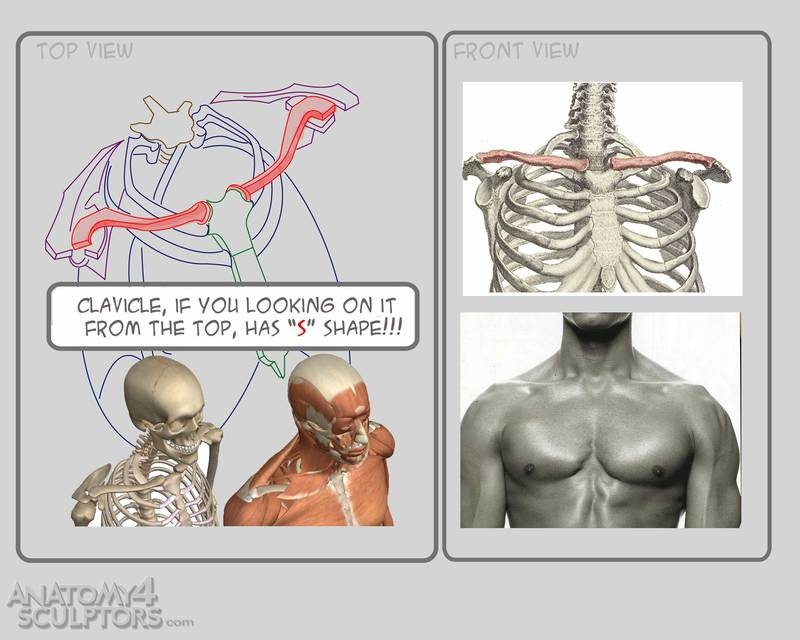 TOP VIEW
FRONT VIEW
CLAVICLE, IF YOU LOOKING ON IT
FROM THE TOP, HAS "S" SHAPE!!!
ANATOMY4
SCULPTORS.com